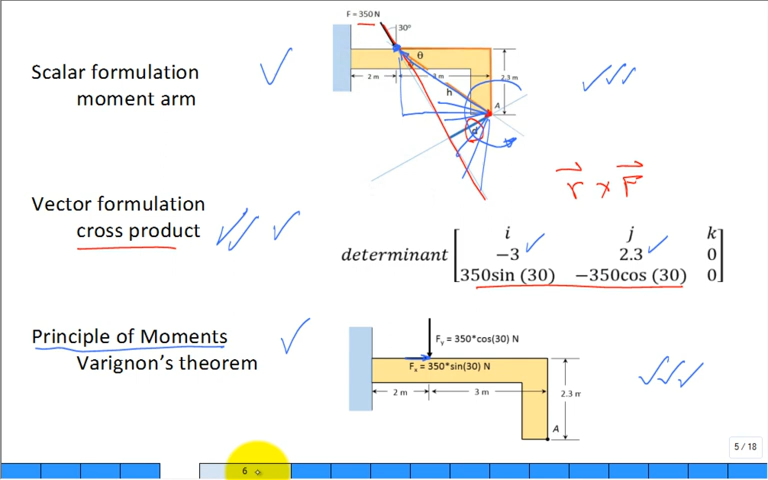 F = 350 N
30°
θ
2 m
3 m
2.3 m
h
A
d
Scalar formulation
moment arm
r × F
Vector formulation
cross product
determinant
i j k
−3 2.3 0
350sin (30) −350cos (30) 0
Principle of Moments
Varignon's theorem
Fy = 350*cos(30) N
Fx = 350*sin(30) N
2 m
3 m
2.3 m
A
5 / 18
6